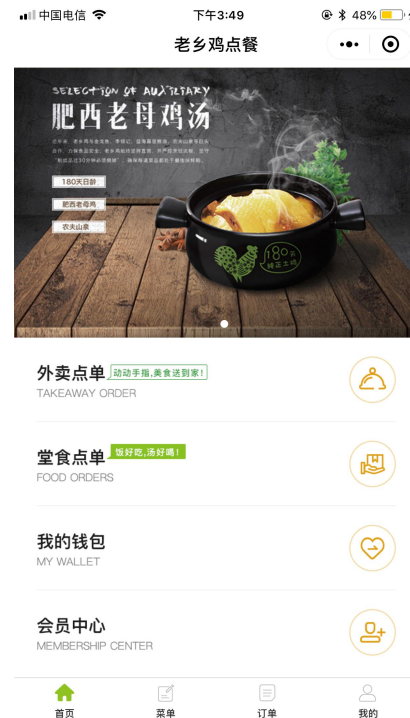 中国电信
下午3:49
48%
老乡鸡点餐
SELECTION OF AUXILIARY
肥西老母鸡汤
180天日龄
肥西老母鸡
农夫山泉
180天
纯正土鸡
外卖点单
动动手指,美食送到家!
TAKEAWAY ORDER
堂食点单
饭好吃,汤好喝!
FOOD ORDERS
我的钱包
MY WALLET
会员中心
MEMBERSHIP CENTER
首页
菜单
订单
我的